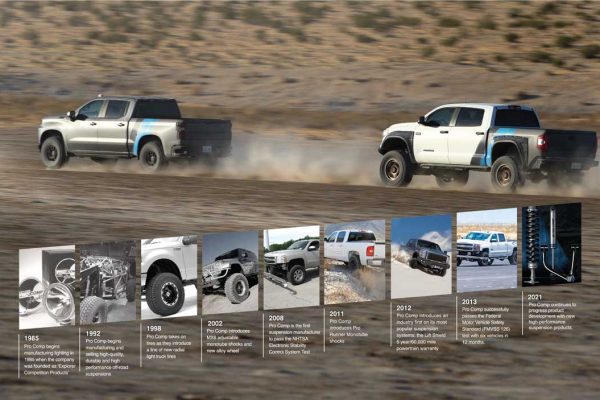 1985
Pro Comp begins
manufacturing lighting in
1985 when the company
was founded as "Explorer
Competition Products"
1992
Pro Comp begins
manufacturing and
selling high-quality,
durable and high
performance off-road
suspensions
1998
Pro Comp takes on
tires as they introduce
a line of new radial
light truck tires
2002
Pro Comp introduces
MX6 adjustable
monotube shocks and
new alloy wheel
2008
Pro Comp is the first
suspension manufacturer
to pass the NHTSA
Electronic Stability
Control System Test
2011
Pro Comp introduces Pro
Runner Monotube
shocks
2012
Pro Comp introduces an
industry first on its most
popular suspension
systems: the Lift Shield
5 year/60,000 mile
powertrain warranty
2013
Pro Comp successfully
passes the Federal
Motor Vehicle Safety
Standard (FMVSS 126)
test with six vehicles in
12 months
2021
Pro Comp continues to
progress product
development with new
high performance
suspension products